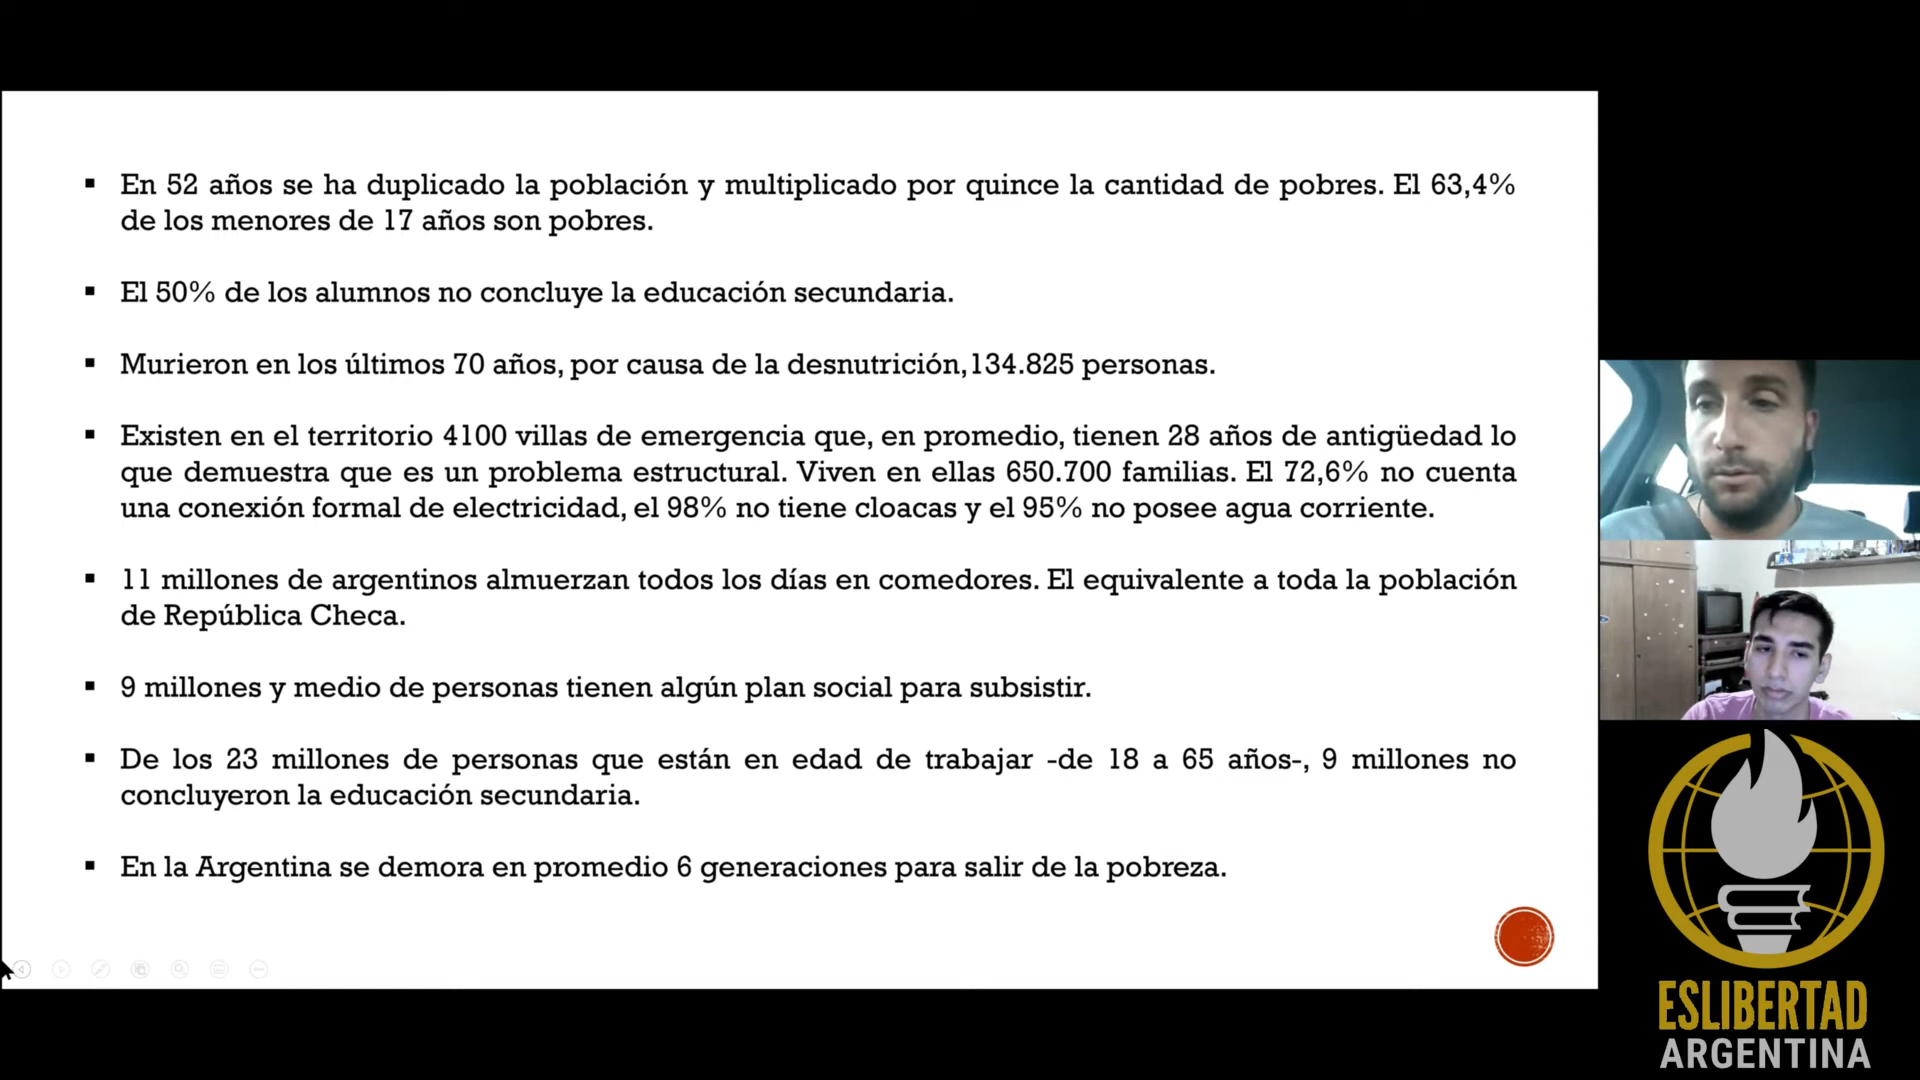 ▪ En 52 años se ha duplicado la población y multiplicado por quince la cantidad de pobres. El 63,4%
de los menores de 17 años son pobres.
▪ El 50% de los alumnos no concluye la educación secundaria.
▪ Murieron en los últimos 70 años, por causa de la desnutrición,134.825 personas.
▪ Existen en el territorio 4100 villas de emergencia que, en promedio, tienen 28 años de antigüedad lo
que demuestra que es un problema estructural. Viven en ellas 650.700 familias. El 72,6% no cuenta
una conexión formal de electricidad, el 98% no tiene cloacas y el 95% no posee agua corriente.
▪ 11 millones de argentinos almuerzan todos los días en comedores. El equivalente a toda la población
de República Checa.
▪ 9 millones y medio de personas tienen algún plan social para subsistir.
▪ De los 23 millones de personas que están en edad de trabajar -de 18 a 65 años-, 9 millones no
concluyeron la educación secundaria.
▪ En la Argentina se demora en promedio 6 generaciones para salir de la pobreza.
ESLIBERTAD
ARGENTINA